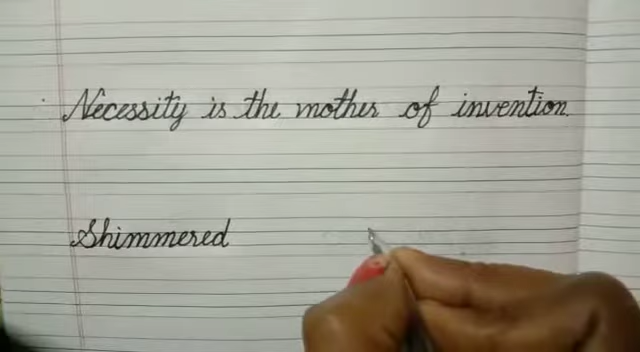 Necessity is the mother of invention.
Shimmered